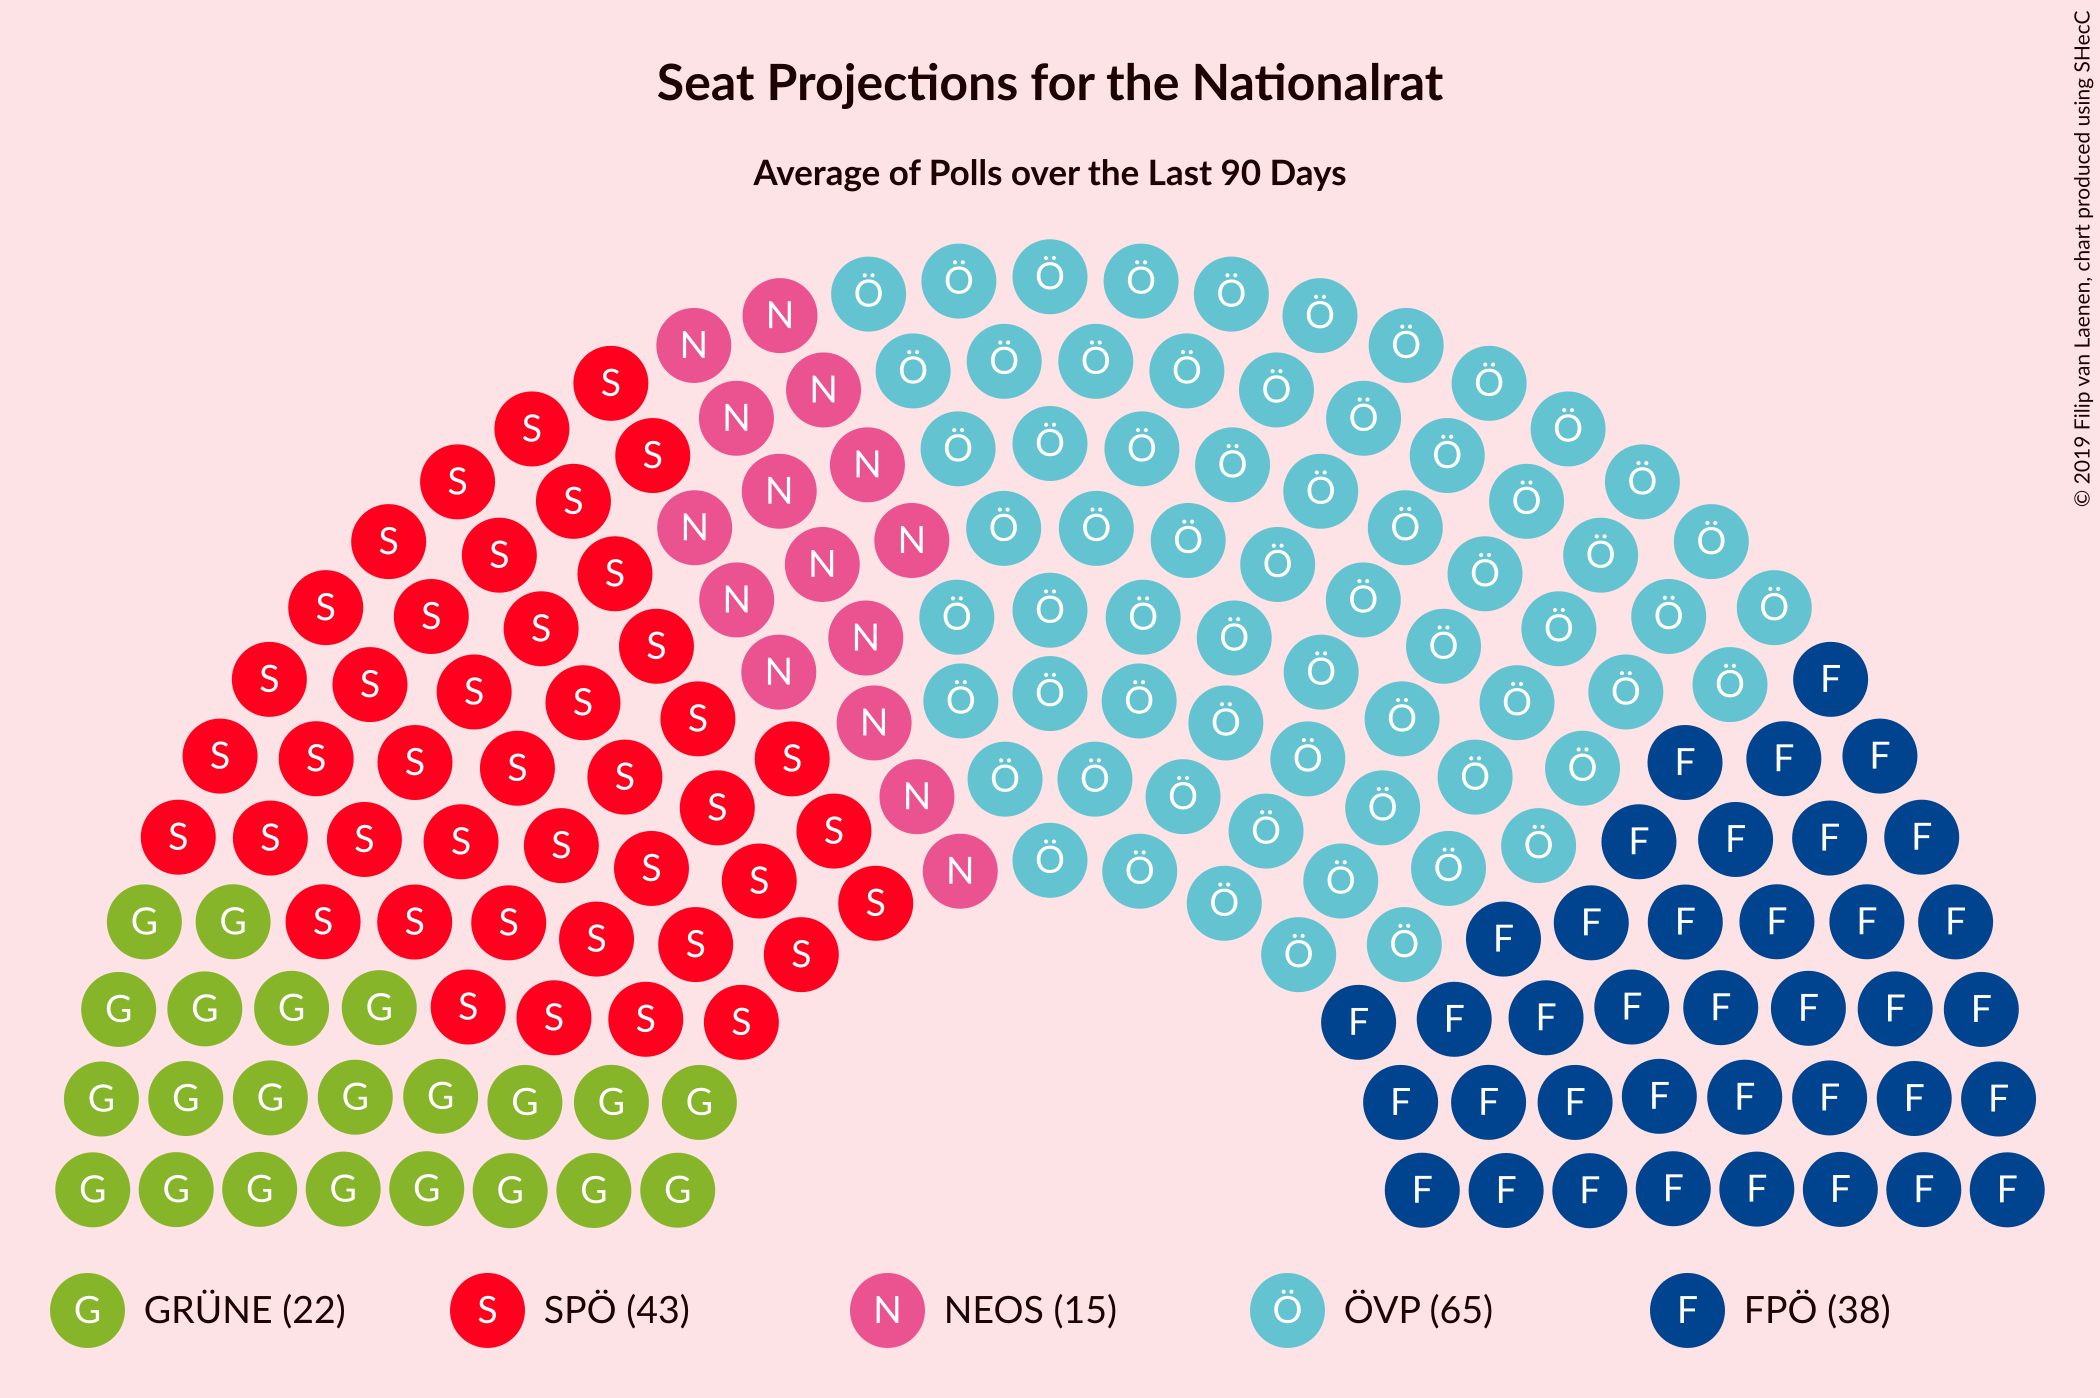 Seat Projections for the Nationalrat
Average of Polls over the Last 90 Days
© 2019 Filip van Laenen, chart produced using SHecC
Ö Ö Ö Ö Ö
N N Ö Ö
S N N Ö Ö Ö Ö Ö Ö Ö
S S N N Ö Ö Ö Ö Ö Ö Ö
S S N N Ö Ö Ö Ö Ö Ö
S S S N N Ö Ö Ö Ö Ö Ö Ö
S S S N N Ö Ö Ö Ö Ö Ö Ö
S S S S N N Ö Ö Ö Ö Ö Ö Ö F
S S S S S S N Ö Ö Ö Ö Ö Ö F F F
S S S S S S S N Ö Ö Ö Ö Ö Ö F F F F
G G S S S S S S S N Ö Ö Ö Ö Ö Ö F F F F F F
G G G G S S S S F F F F F F F F
G G G G G G G G F F F F F F F F
G G G G G G G G F F F F F F F F
G GRÜNE (22) S SPÖ (43) N NEOS (15) Ö ÖVP (65) F FPÖ (38)